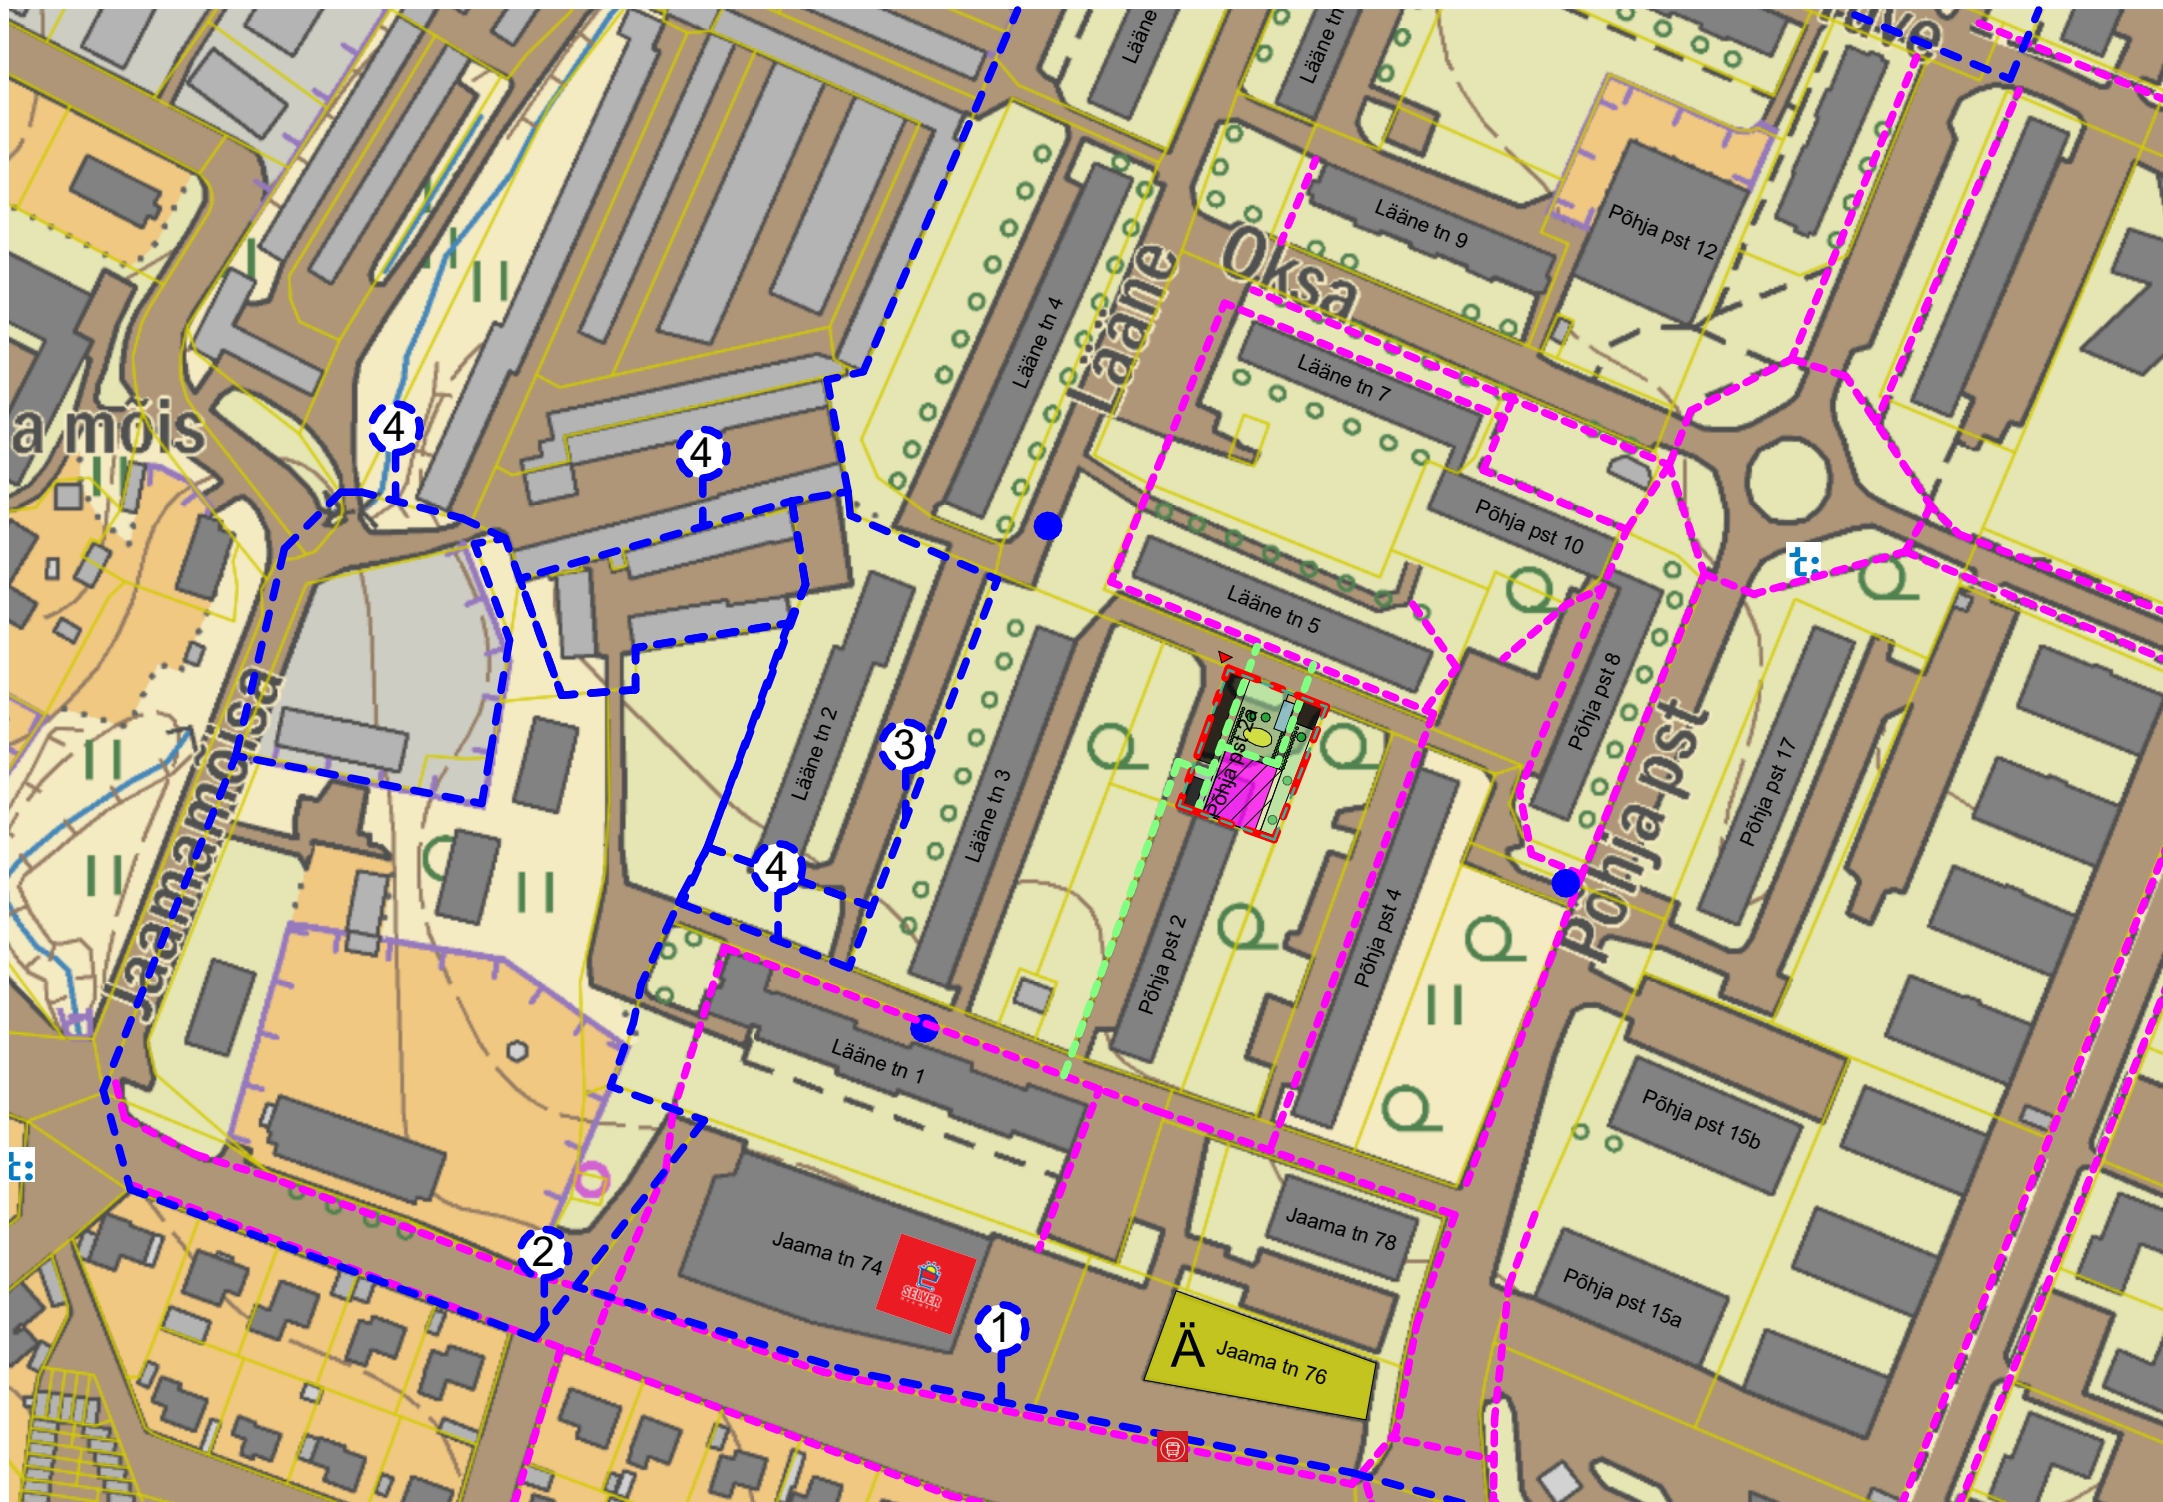 Lääne
Lääne tn
Lääne tn 9
Põhja pst 12
Oksa
Lääne tn 4
Lääne
Lääne tn 7
a mõis
4
4
Põhja pst 10
t:
Lääne tn 5
Põhja pst 8
Põhja pst 2a
Põhja pst
Põhja pst 17
Lääne tn 2
3
Lääne tn 3
Jaamamõisa
4
Põhja pst 2
Põhja pst 4
Lääne tn 1
Põhja pst 15b
t:
2
Jaama tn 74
SELVER
Jaama tn 78
Põhja pst 15a
1
Ä
Jaama tn 76